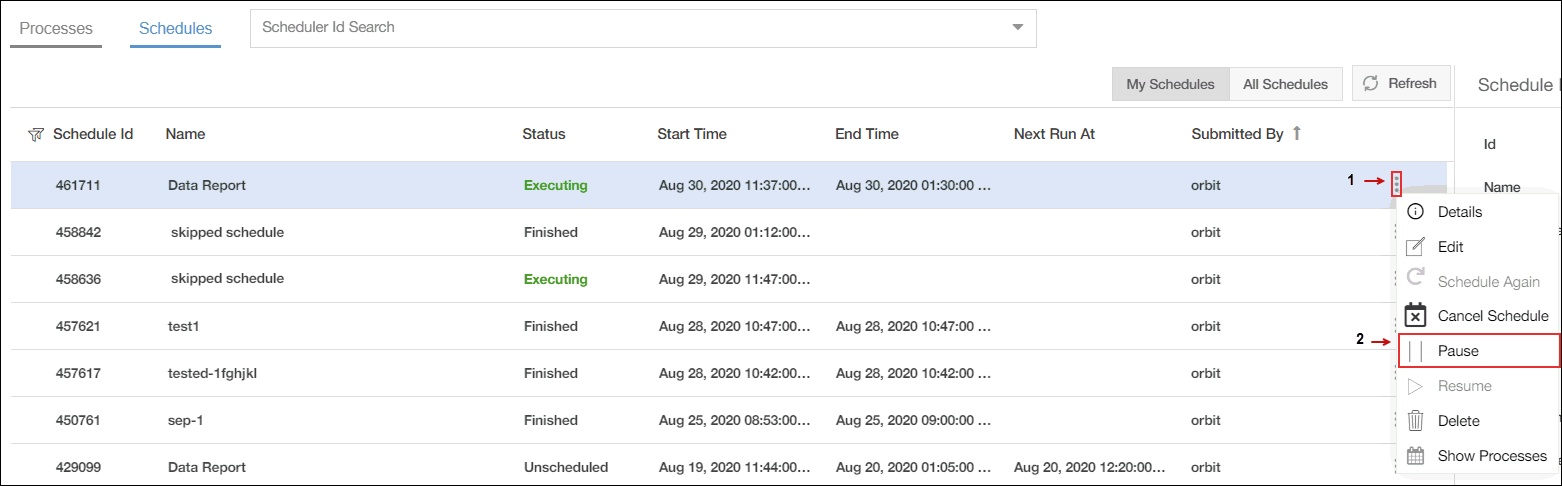 Processes Schedules Scheduler Id Search
My Schedules All Schedules Refresh Schedule
Schedule Id Name Status Start Time End Time Next Run At Submitted By
Id
461711 Data Report Executing Aug 30, 2020 11:37:00... Aug 30, 2020 01:30:00 ... orbit 1
Name
Details
458842 skipped schedule Finished Aug 29, 2020 01:12:00... orbit
Edit
458636 skipped schedule Executing Aug 29, 2020 11:47:00... orbit
Schedule Again
Cancel Schedule
457621 test1 Finished Aug 28, 2020 10:47:00... Aug 28, 2020 10:47:00 ... orbit
2 Pause
457617 tested-1fghjkl Finished Aug 28, 2020 10:42:00... Aug 28, 2020 10:42:00 ... orbit
Resume
450761 sep-1 Finished Aug 25, 2020 08:53:00... Aug 25, 2020 09:00:00 ... orbit
Delete
Show Processes
429099 Data Report Unscheduled Aug 19, 2020 11:44:00... Aug 20, 2020 01:05:00 ... Aug 20, 2020 12:20:00... orbit